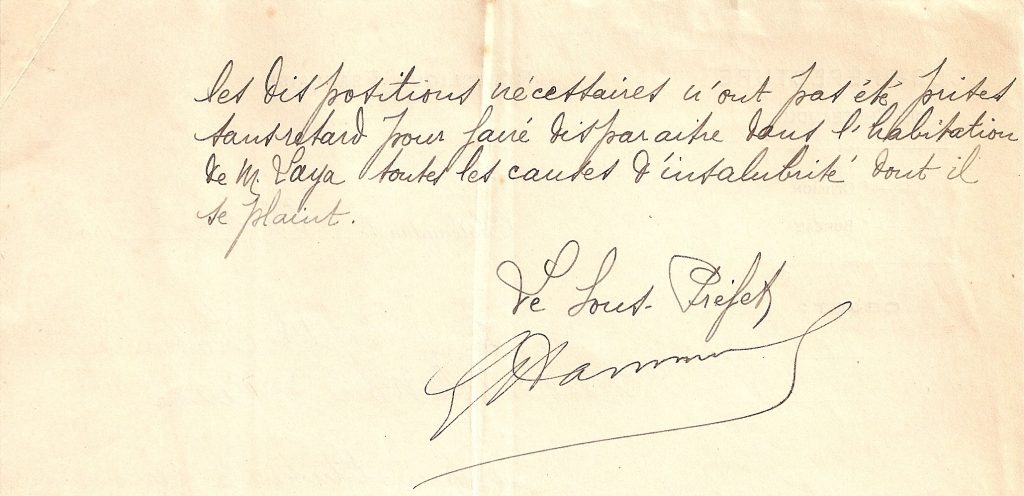 les dispositions nécessaires n'ont pas été prises
sans retard pour faire disparaitre dans l'habitation
de M. Laya toutes les causes d'insalubrité dont il
se plaint.
Le Sous-Préfet